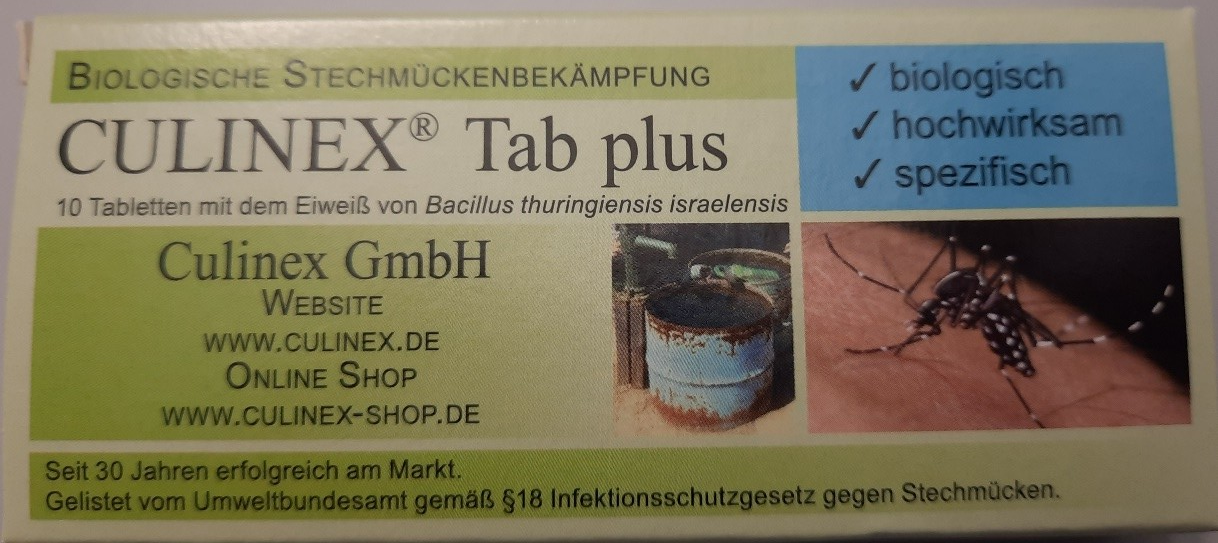 BIOLOGISCHE STECHMÜCKENBEKÄMPFUNG
CULINEX® Tab plus
10 Tabletten mit dem Eiweiß von Bacillus thuringiensis israelensis
✓ biologisch
✓ hochwirksam
✓ spezifisch
Culinex GmbH
WEBSITE
WWW.CULINEX.DE
ONLINE SHOP
WWW.CULINEX-SHOP.DE
Seit 30 Jahren erfolgreich am Markt.
Gelistet vom Umweltbundesamt gemäß §18 Infektionsschutzgesetz gegen Stechmücken.